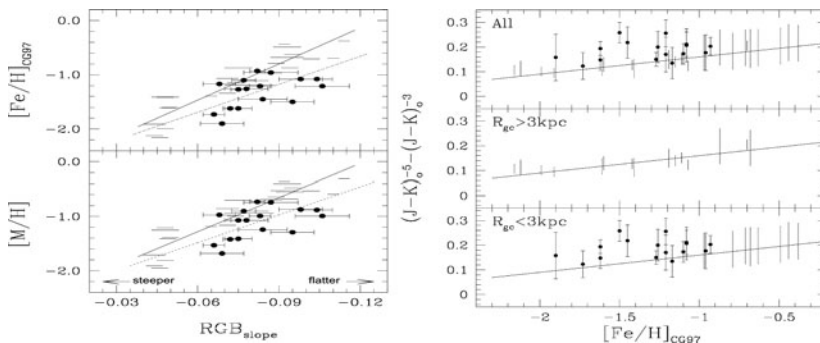 0.0
−1.0
−2.0
[Fe/H]CG97
0.0
−1.0
−2.0
[M/H]
steeper
flatter
−0.03
−0.06
−0.09
−0.12
RGBslope
0.3
0.2
0.1
0
All
0.3
0.2
0.1
0
Rgc>3kpc
0.3
0.2
0.1
0
Rgc<3kpc
(J−K)o−5−(J−K)o−3
−2
−1.5
−1
−0.5
[Fe/H]CG97